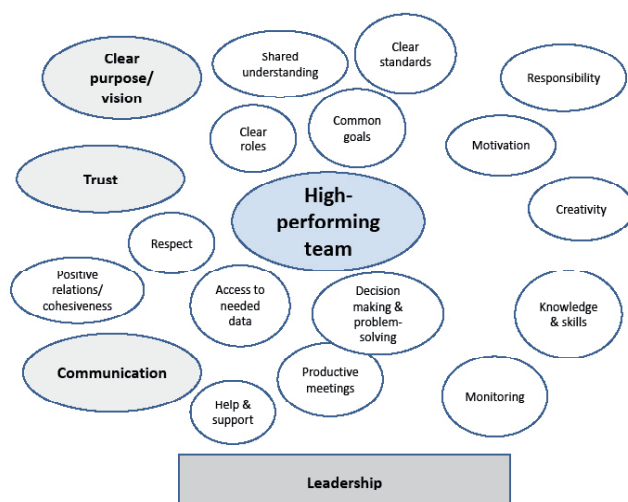 Clear
purpose/
vision
Shared
understanding
Clear
standards
Responsibility
Clear
roles
Common
goals
Motivation
Trust
High-
performing
team
Creativity
Respect
Positive
relations/
cohesiveness
Access to
needed
data
Decision
making &
problem-
solving
Knowledge
& skills
Communication
Productive
meetings
Monitoring
Help &
support
Leadership